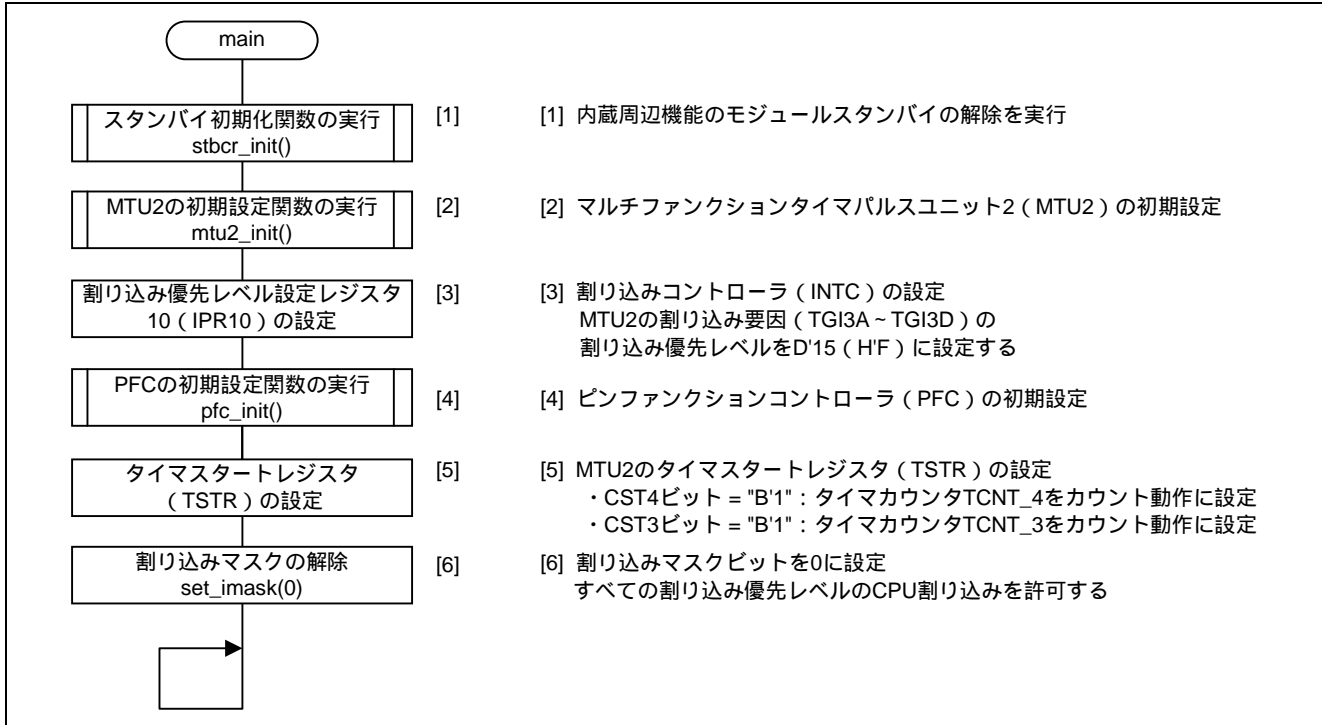 main
スタンバイ初期化関数の実行
stbcr_init()
[1]
[1] 内蔵周辺機能のモジュールスタンバイの解除を実行
MTU2の初期設定関数の実行
mtu2_init()
[2]
[2] マルチファンクションタイマパルスユニット2（MTU2）の初期設定
割り込み優先レベル設定レジスタ
10（IPR10）の設定
[3]
[3] 割り込みコントローラ（INTC）の設定
MTU2の割り込み要因（TGI3A～TGI3D）の
割り込み優先レベルをD'15（H'F）に設定する
PFCの初期設定関数の実行
pfc_init()
[4]
[4] ピンファンクションコントローラ（PFC）の初期設定
タイマスタートレジスタ
（TSTR）の設定
[5]
[5] MTU2のタイマスタートレジスタ（TSTR）の設定
・CST4ビット = "B'1"：タイマカウンタTCNT_4をカウント動作に設定
・CST3ビット = "B'1"：タイマカウンタTCNT_3をカウント動作に設定
割り込みマスクの解除
set_imask(0)
[6]
[6] 割り込みマスクビットを0に設定
すべての割り込み優先レベルのCPU割り込みを許可する